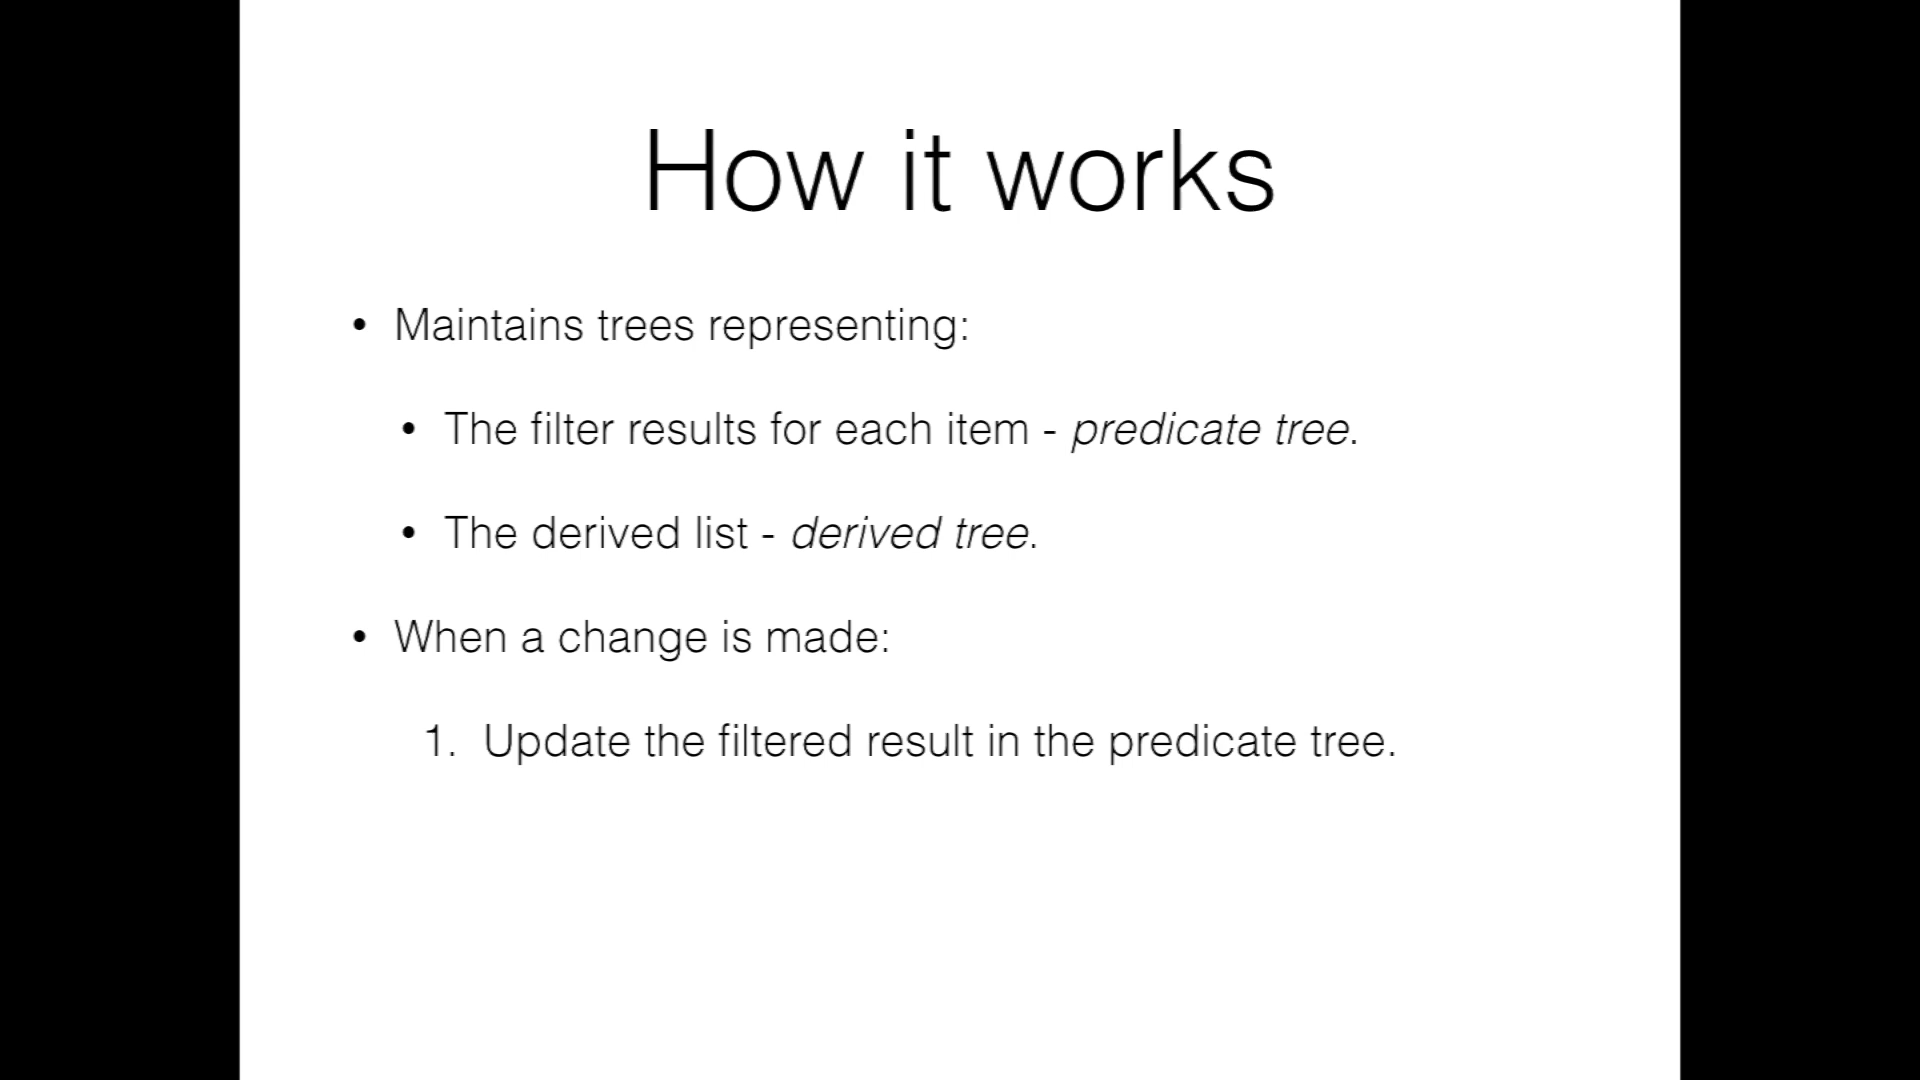 How it works
• Maintains trees representing:
• The filter results for each item - predicate tree.
• The derived list - derived tree.
• When a change is made:
1. Update the filtered result in the predicate tree.